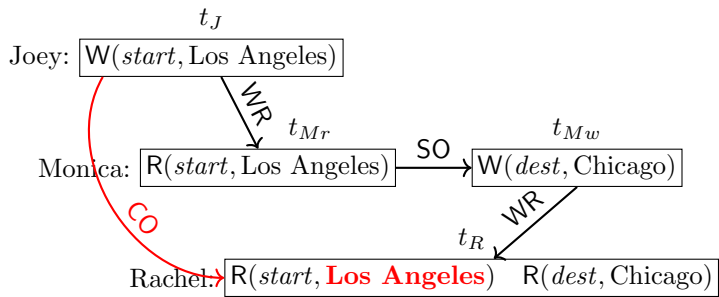 t_J
Joey: W(start, Los Angeles)
WR
t_Mr
t_Mw
Monica: R(start, Los Angeles)
SO
W(dest, Chicago)
CO
WR
t_R
Rachel: R(start, Los Angeles) R(dest, Chicago)